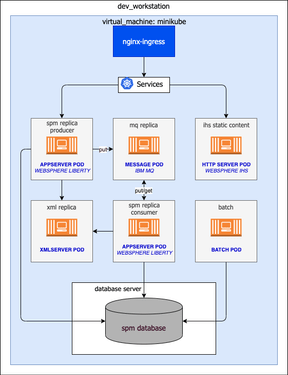 dev_workstation
virtual_machine: minikube
nginx-ingress
Services
spm replica
producer
APPSERVER POD
WEBSPHERE LIBERTY
put
mq replica
MESSAGE POD
IBM MQ
ihs static content
HTTP SERVER POD
WEBSPHERE IHS
put/get
xml replica
XMLSERVER POD
spm replica
consumer
APPSERVER POD
WEBSPHERE LIBERTY
batch
BATCH POD
database server
spm database